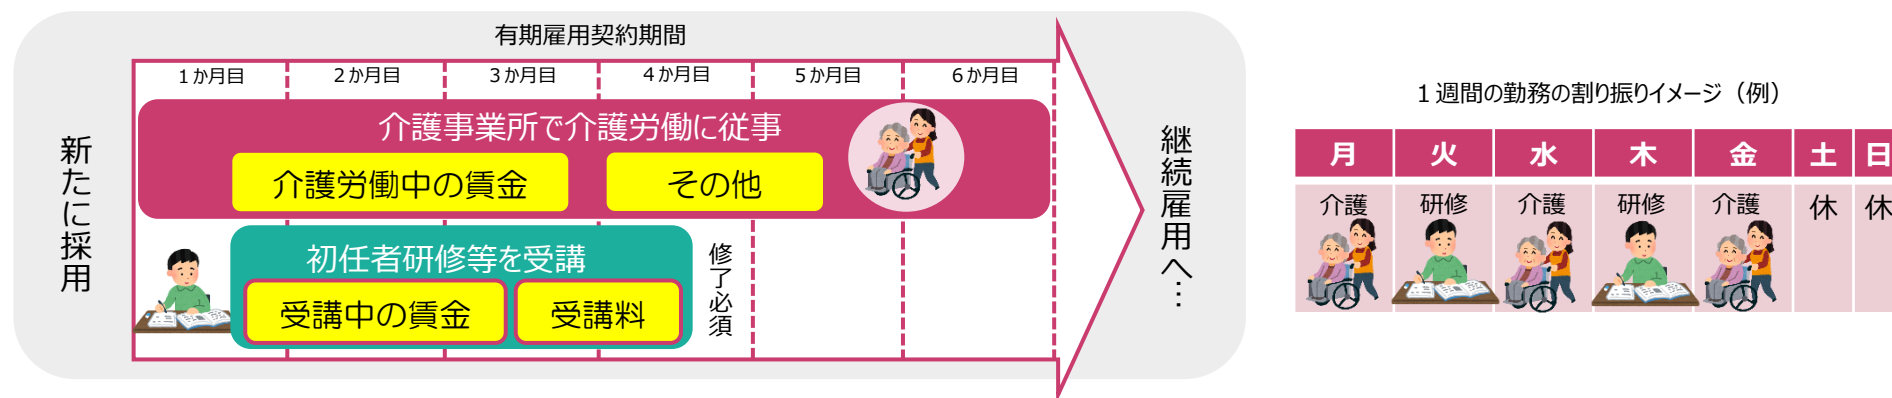 有期雇用契約期間
1か月目 2か月目 3か月目 4か月目 5か月目 6か月目
新たに採用
介護事業所で介護労働に従事
介護労働中の賃金 その他
初任者研修等を受講
受講中の賃金 受講料
修了必須
継続雇用へ…
1週間の勤務の割り振りイメージ（例）
月 火 水 木 金 土 日
介護 研修 介護 研修 介護 休 休